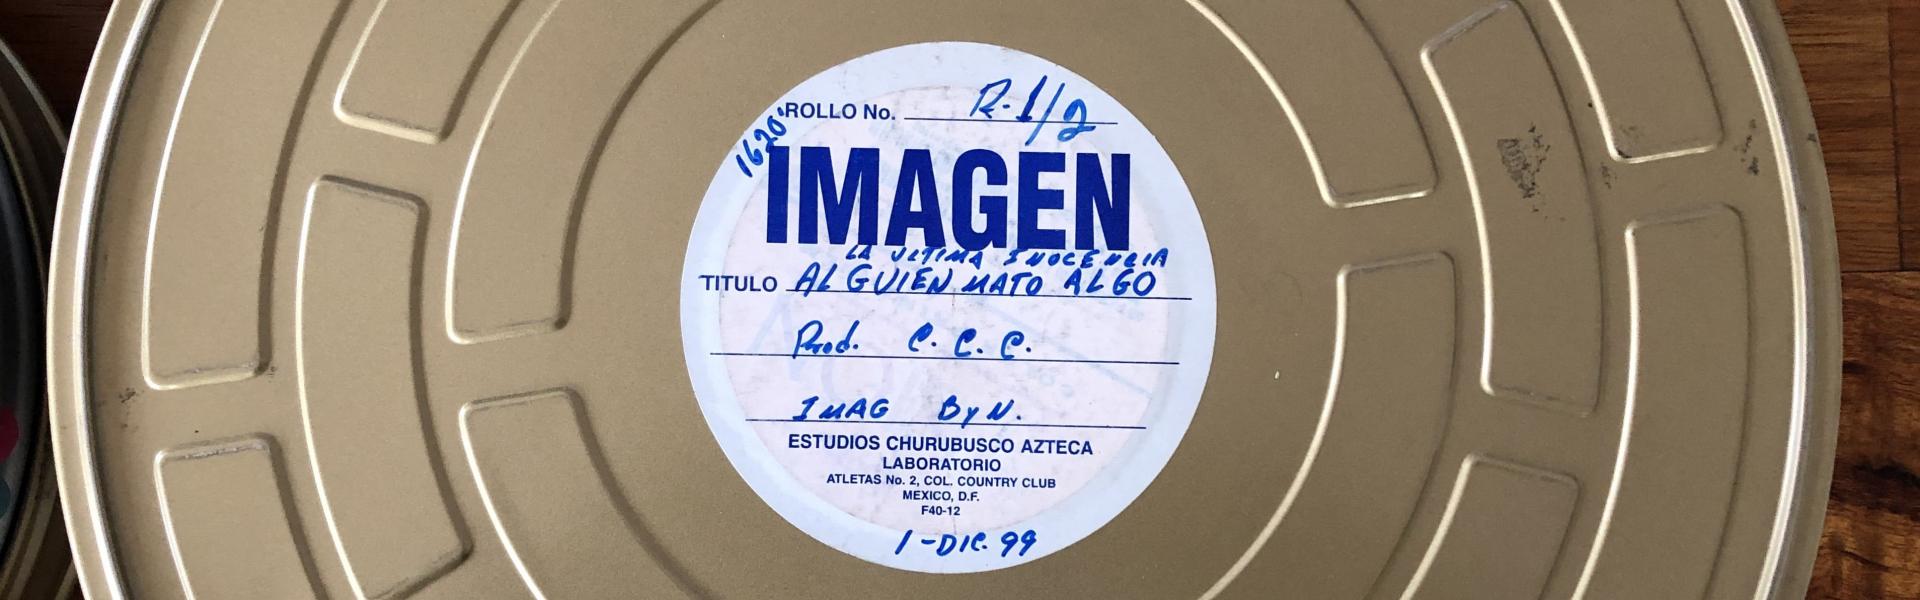 ROLLO No. R-1/2
1620'
IMAGEN
LA ULTIMA INOCENCIA
TITULO ALGUIEN MATO ALGO
Prod. C. C. C.
IMAG ByN.
ESTUDIOS CHURUBUSCO AZTECA
LABORATORIO
ATLETAS No. 2, COL. COUNTRY CLUB
MEXICO, D.F.
F40-12
1-DIC. 99